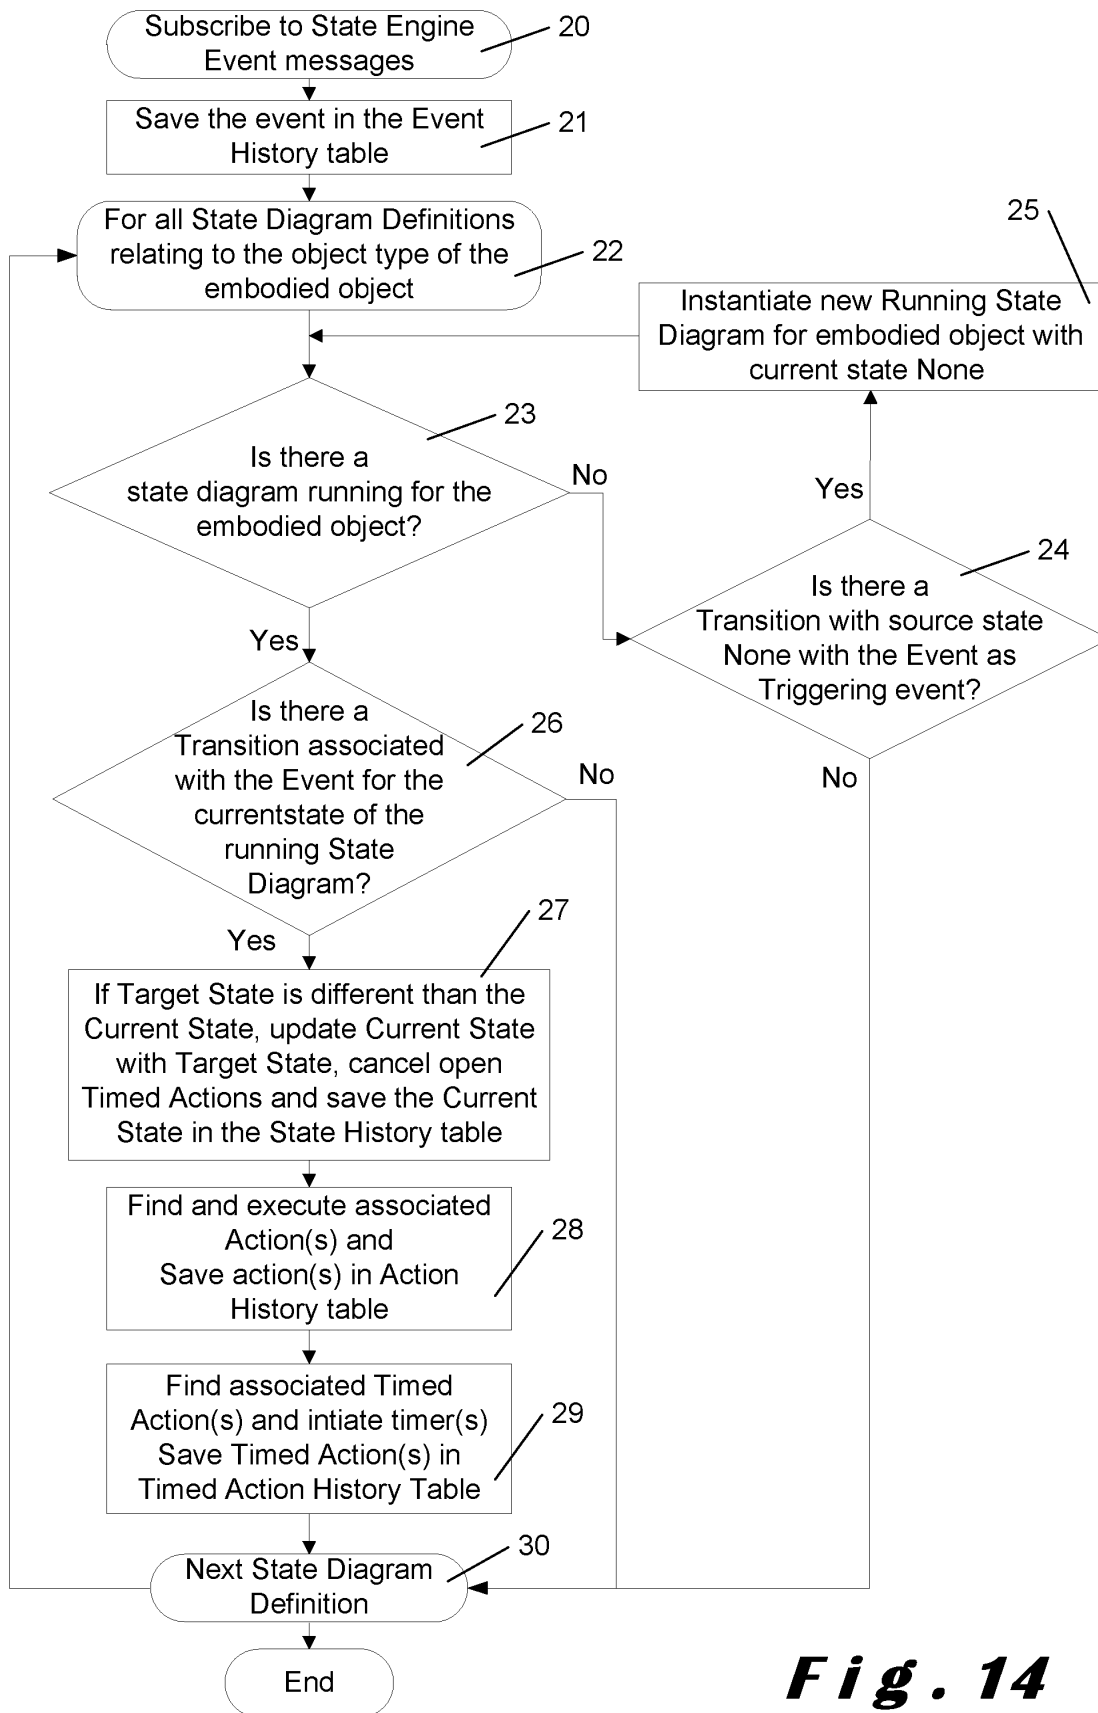 Subscribe to State Engine
Event messages
20
Save the event in the Event
History table
21
For all State Diagram Definitions
relating to the object type of the
embodied object
22
25
Instantiate new Running State
Diagram for embodied object with
current state None
23
Is there a
state diagram running for the
embodied object?
No
Yes
24
Is there a
Transition with source state
None with the Event as
Triggering event?
Yes
No
26
Is there a
Transition associated
with the Event for the
currentstate of the
running State
Diagram?
No
Yes
27
If Target State is different than the
Current State, update Current State
with Target State, cancel open
Timed Actions and save the Current
State in the State History table
Find and execute associated
Action(s) and
Save action(s) in Action
History table
28
Find associated Timed
Action(s) and intiate timer(s)
Save Timed Action(s) in
Timed Action History Table
29
30
Next State Diagram
Definition
End
Fig. 14